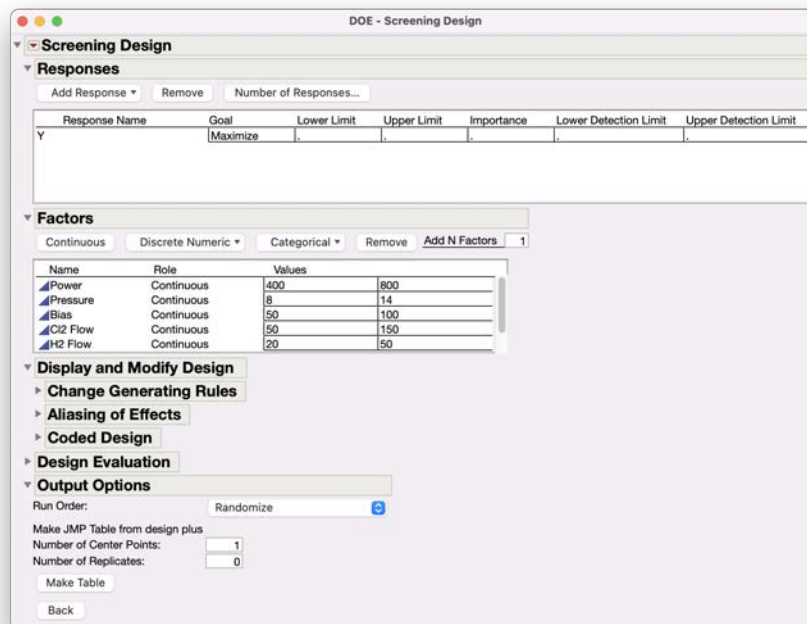 DOE - Screening Design
Screening Design
Responses
Add Response Remove Number of Responses...
Response Name Goal Lower Limit Upper Limit Importance Lower Detection Limit Upper Detection Limit
Y Maximize . . . . .
Factors
Continuous Discrete Numeric Categorical Remove Add N Factors 1
Name Role Values
Power Continuous 400 800
Pressure Continuous 8 14
Bias Continuous 50 100
Cl2 Flow Continuous 50 150
H2 Flow Continuous 20 50
Display and Modify Design
Change Generating Rules
Aliasing of Effects
Coded Design
Design Evaluation
Output Options
Run Order: Randomize
Make JMP Table from design plus
Number of Center Points: 1
Number of Replicates: 0
Make Table
Back